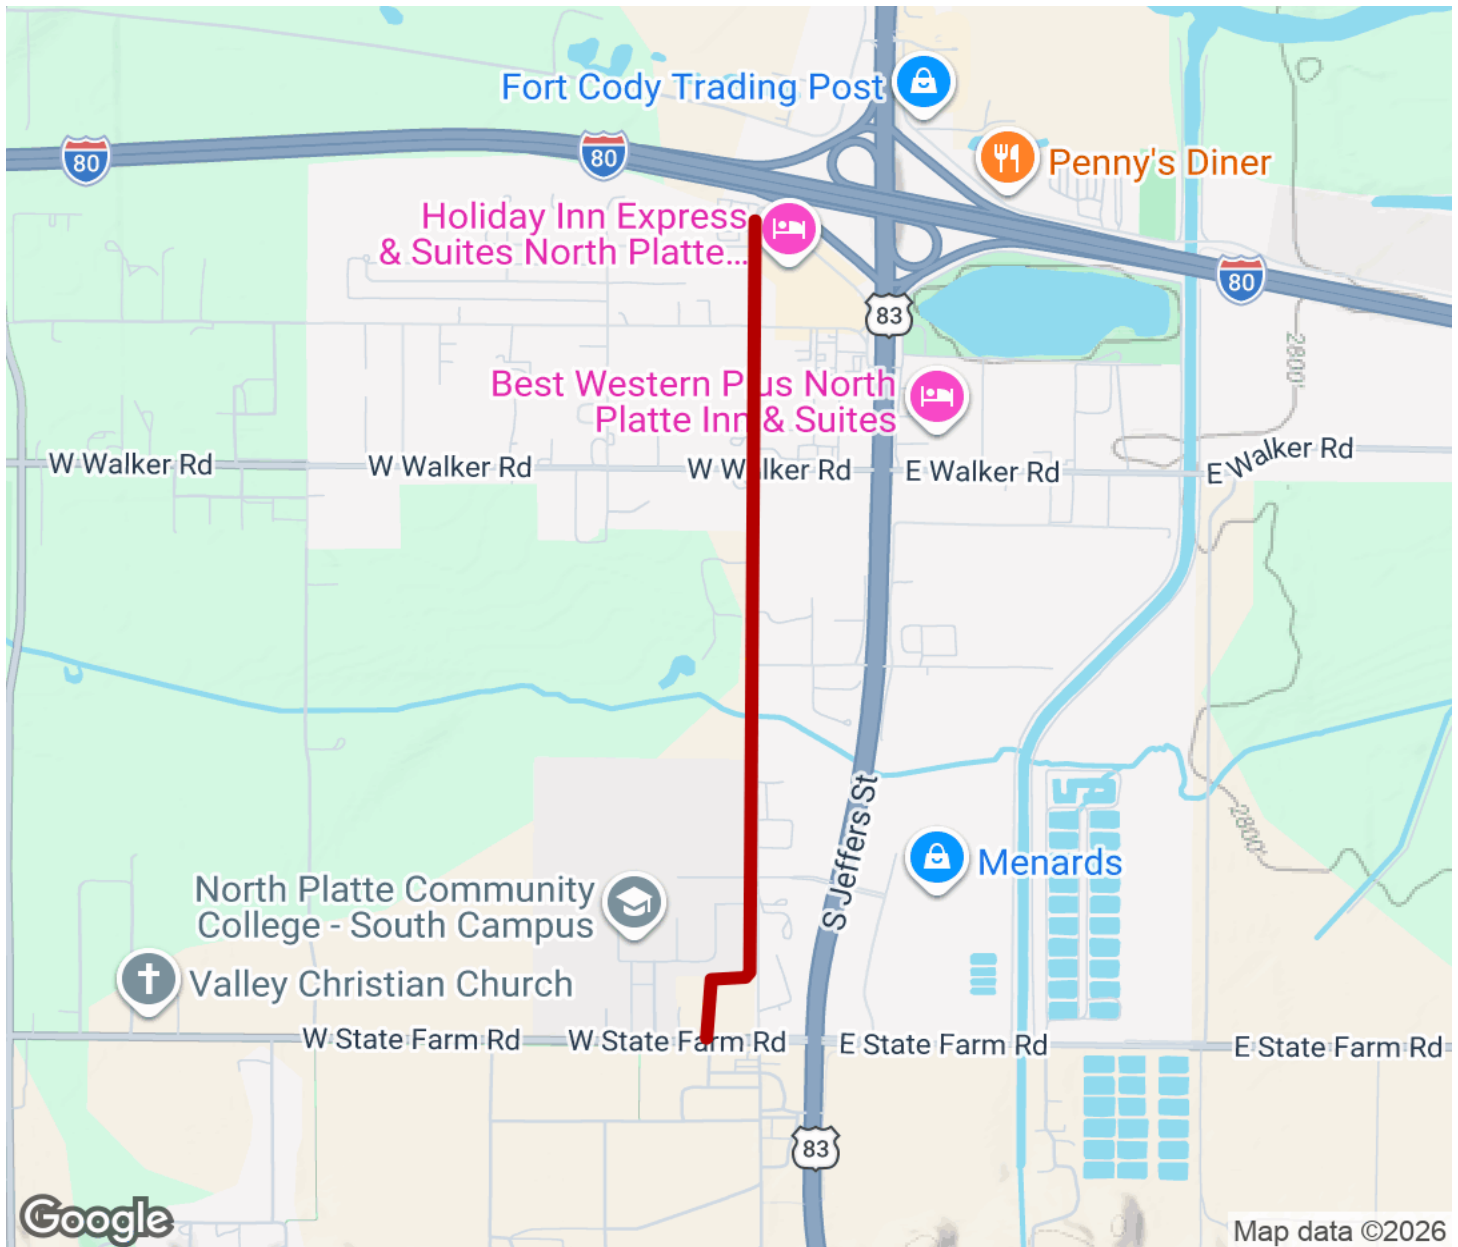 Fort Cody Trading Post
80
80
Penny's Diner
Holiday Inn Express
& Suites North Platte...
80
83
2800'
Best Western Plus North
Platte Inn & Suites
W Walker Rd
W Walker Rd
W Walker Rd
E Walker Rd
E Walker Rd
S Jeffers St
2800'
Menards
North Platte Community
College - South Campus
Valley Christian Church
W State Farm Rd
W State Farm Rd
E State Farm Rd
E State Farm Rd
83
Google
Map data ©2026